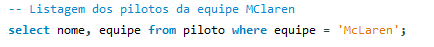 -- Listagem dos pilotos da equipe MClaren
select nome, equipe from piloto where equipe = 'McLaren';